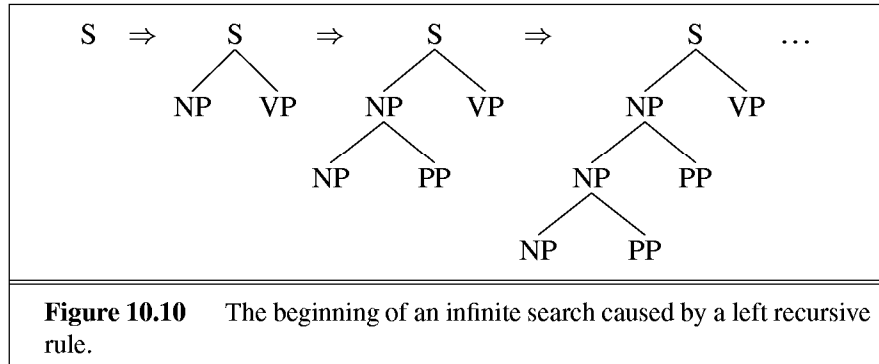 S ⇒ S ⇒ S ⇒ S ...
NP VP NP VP NP VP
NP PP NP PP
NP PP
Figure 10.10 The beginning of an infinite search caused by a left recursive
rule.